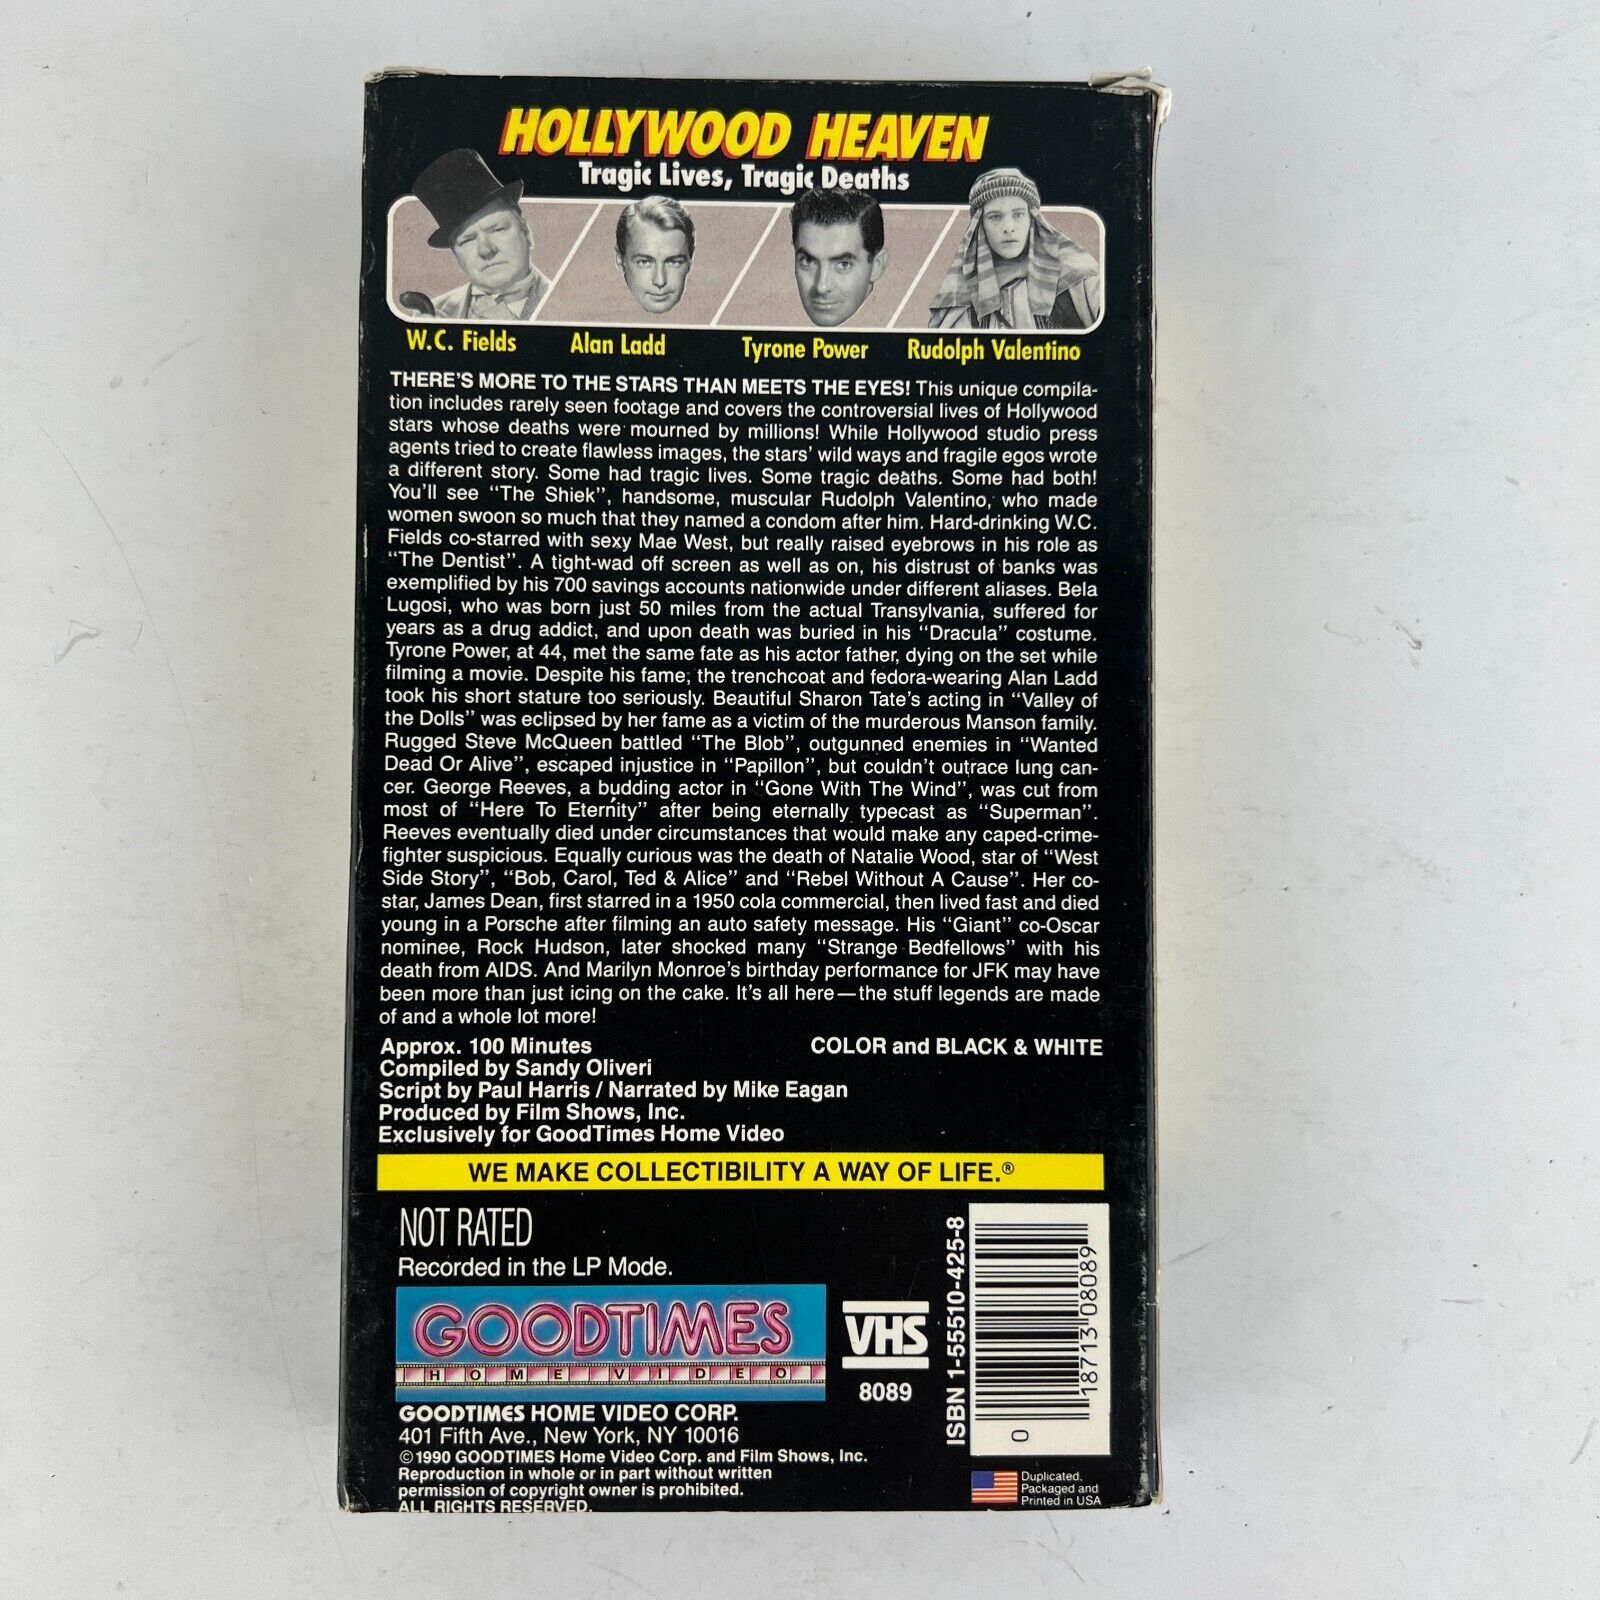 HOLLYWOOD HEAVEN
Tragic Lives, Tragic Deaths
W.C. Fields
Alan Ladd
Tyrone Power
Rudolph Valentino
THERE'S MORE TO THE STARS THAN MEETS THE EYES! This unique compila-
tion includes rarely seen footage and covers the controversial lives of Hollywood
stars whose deaths were mourned by millions! While Hollywood studio press
agents tried to create flawless images, the stars' wild ways and fragile egos wrote
a different story. Some had tragic lives. Some tragic deaths. Some had both!
You'll see "The Shiek", handsome, muscular Rudolph Valentino, who made
women swoon so much that they named a condom after him. Hard-drinking W.C.
Fields co-starred with sexy Mae West, but really raised eyebrows in his role as
"The Dentist". A tight-wad off screen as well as on, his distrust of banks was
exemplified by his 700 savings accounts nationwide under different aliases. Bela
Lugosi, who was born just 50 miles from the actual Transylvania, suffered for
years as a drug addict, and upon death was buried in his "Dracula" costume.
Tyrone Power, at 44, met the same fate as his actor father, dying on the set while
filming a movie. Despite his fame, the trenchcoat and fedora-wearing Alan Ladd
took his short stature too seriously. Beautiful Sharon Tate's acting in "Valley of
the Dolls" was eclipsed by her fame as a victim of the murderous Manson family.
Rugged Steve McQueen battled "The Blob", outgunned enemies in "Wanted
Dead Or Alive", escaped injustice in "Papillon", but couldn't outrace lung can-
cer. George Reeves, a budding actor in "Gone With The Wind", was cut from
most of "Here To Eternity" after being eternally typecast as "Superman".
Reeves eventually died under circumstances that would make any caped-crime-
fighter suspicious. Equally curious was the death of Natalie Wood, star of "West
Side Story", "Bob, Carol, Ted & Alice" and "Rebel Without A Cause". Her co-
star, James Dean, first starred in a 1950 cola commercial, then lived fast and died
young in a Porsche after filming an auto safety message. His "Giant" co-Oscar
nominee, Rock Hudson, later shocked many "Strange Bedfellows" with his
death from AIDS. And Marilyn Monroe's birthday performance for JFK may have
been more than just icing on the cake. It's all here—the stuff legends are made
of and a whole lot more!
Approx. 100 Minutes
COLOR and BLACK & WHITE
Compiled by Sandy Oliveri
Script by Paul Harris / Narrated by Mike Eagan
Produced by Film Shows, Inc.
Exclusively for GoodTimes Home Video
WE MAKE COLLECTIBILITY A WAY OF LIFE.®
NOT RATED
Recorded in the LP Mode.
GOODTIMES
HOME VIDEO
VHS
8089
ISBN 1-55510-425-8
0 18713 08089
GOODTIMES HOME VIDEO CORP.
401 Fifth Ave., New York, NY 10016
©1990 GOODTIMES Home Video Corp. and Film Shows, Inc.
Reproduction in whole or in part without written
permission of copyright owner is prohibited.
ALL RIGHTS RESERVED.
Duplicated,
Packaged and
Printed in USA